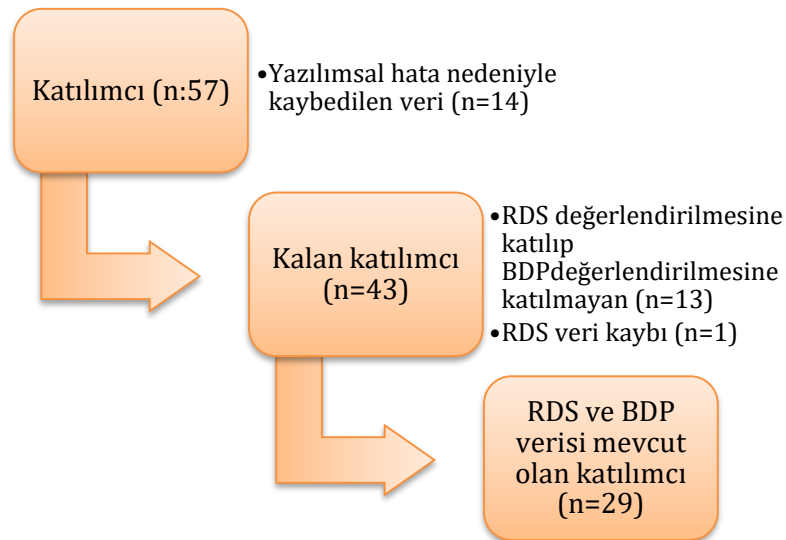 Katılımcı (n:57)
•Yazılımsal hata nedeniyle
kaybedilen veri (n=14)
Kalan katılımcı
(n=43)
•RDS değerlendirilmesine
katılıp
BDPdeğerlendirilmesine
katılmayan (n=13)
•RDS veri kaybı (n=1)
RDS ve BDP
verisi mevcut
olan katılımcı
(n=29)